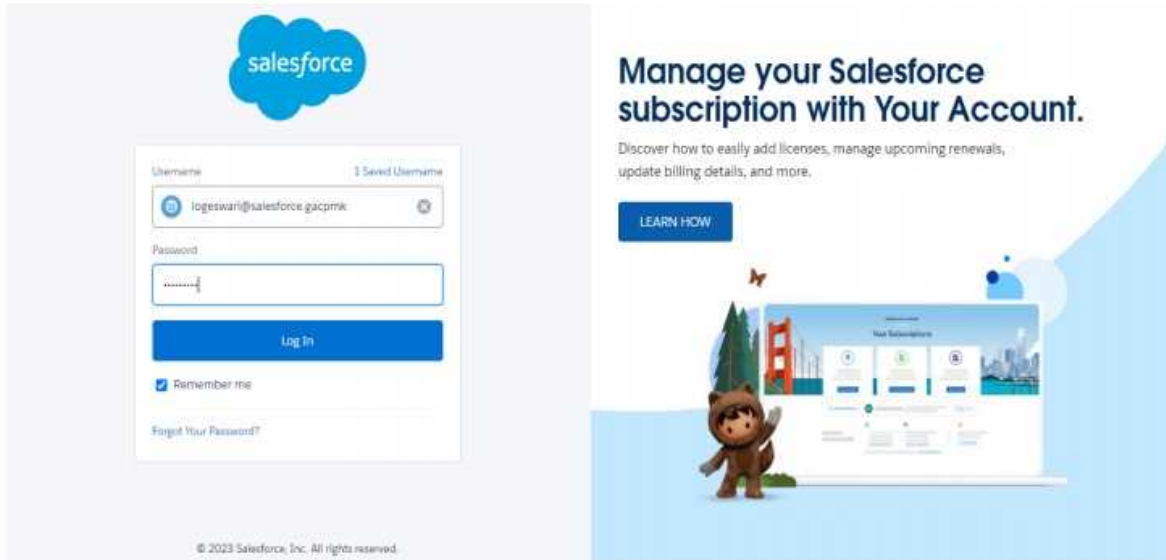 salesforce
Username
1 Saved Username
logeswari@salesforce.gacpmk
Password
Log In
Remember me
Forgot Your Password?
© 2023 Salesforce, Inc. All rights reserved.
Manage your Salesforce
subscription with Your Account.
Discover how to easily add licenses, manage upcoming renewals,
update billing details, and more.
LEARN HOW
Your Subscriptions